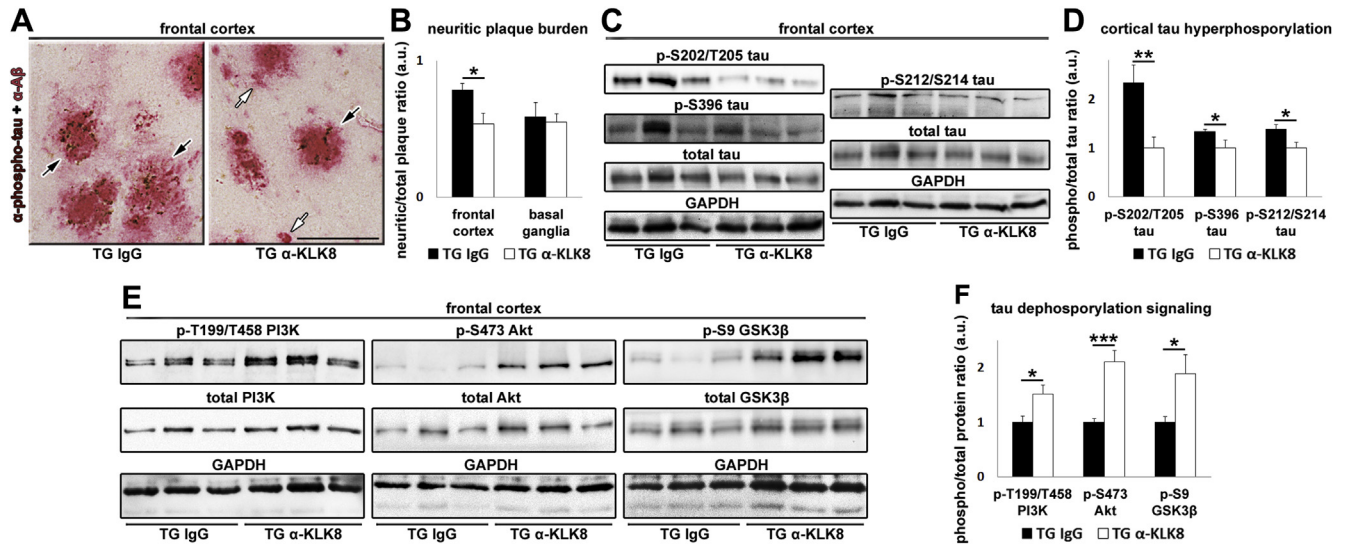 A
frontal cortex
α-phospho-tau + α-Aβ
TG IgG
TG α-KLK8
B
neuritic plaque burden
neuritic/total plaque ratio (a.u.)
1
*
0
frontal cortex
basal ganglia
TG IgG
TG α-KLK8
C
frontal cortex
p-S202/T205 tau
p-S396 tau
total tau
GAPDH
TG IgG
TG α-KLK8
p-S212/S214 tau
total tau
GAPDH
TG IgG
TG α-KLK8
D
cortical tau hyperphosporylation
phospho/total tau ratio (a.u.)
2
1
0
**
*
*
p-S202/T205 tau
p-S396 tau
p-S212/S214 tau
TG IgG
TG α-KLK8
E
frontal cortex
p-T199/T458 PI3K
p-S473 Akt
p-S9 GSK3β
total PI3K
total Akt
total GSK3β
GAPDH
GAPDH
GAPDH
TG IgG
TG α-KLK8
TG IgG
TG α-KLK8
TG IgG
TG α-KLK8
F
tau dephosporylation signaling
phospho/total protein ratio (a.u.)
2
1
0
*
***
*
p-T199/T458 PI3K
p-S473 Akt
p-S9 GSK3β
TG IgG
TG α-KLK8